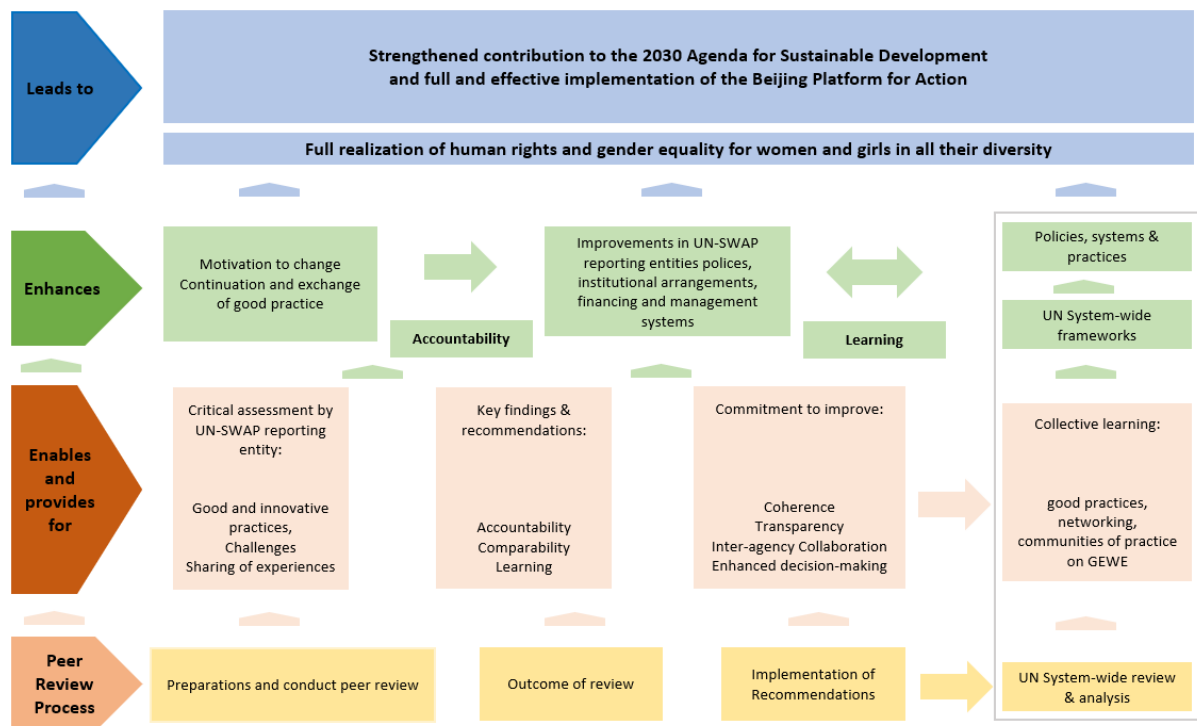 Leads to
Strengthened contribution to the 2030 Agenda for Sustainable Development
and full and effective implementation of the Beijing Platform for Action
Full realization of human rights and gender equality for women and girls in all their diversity
Enhances
Motivation to change
Continuation and exchange
of good practice
Accountability
Improvements in UN-SWAP
reporting entities polices,
institutional arrangements,
financing and management
systems
Learning
Policies, systems &
practices
UN System-wide
frameworks
Enables
and
provides
for
Critical assessment by
UN-SWAP reporting
entity:
Good and innovative
practices,
Challenges
Sharing of experiences
Key findings &
recommendations:
Accountability
Comparability
Learning
Commitment to improve:
Coherence
Transparency
Inter-agency Collaboration
Enhanced decision-making
Collective learning:
good practices,
networking,
communities of practice
on GEWE
Peer
Review
Process
Preparations and conduct peer review
Outcome of review
Implementation of
Recommendations
UN System-wide review
& analysis